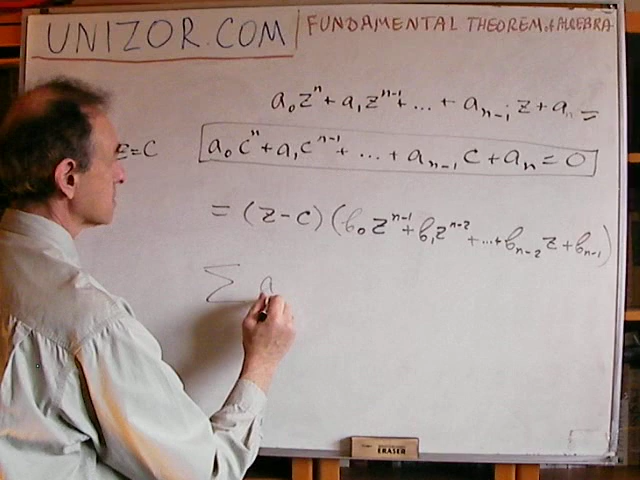 UNIZOR.COM
FUNDAMENTAL THEOREM of ALGEBRA
a₀zⁿ + a₁zⁿ⁻¹ + ... + aₙ₋₁z + aₙ =
z=c
a₀cⁿ + a₁cⁿ⁻¹ + ... + aₙ₋₁c + aₙ = 0
= (z-c)(b₀zⁿ⁻¹ + b₁zⁿ⁻² + ... + bₙ₋₂z + bₙ₋₁)
Σ a
ERASER